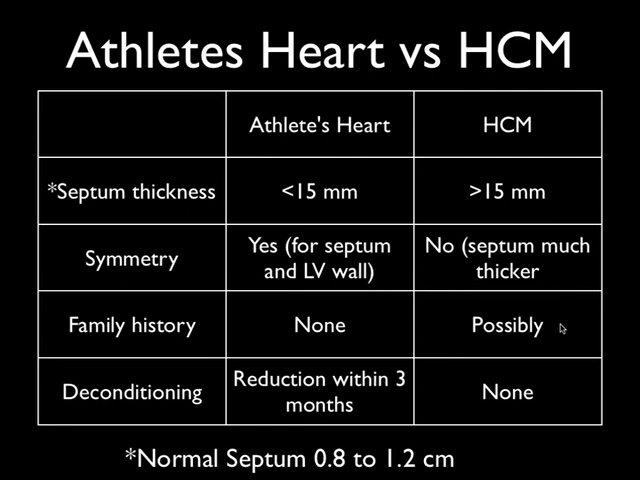 Athletes Heart vs HCM
Athlete's Heart
HCM
*Septum thickness
<15 mm
>15 mm
Symmetry
Yes (for septum
and LV wall)
No (septum much
thicker
Family history
None
Possibly
Deconditioning
Reduction within 3
months
None
*Normal Septum 0.8 to 1.2 cm